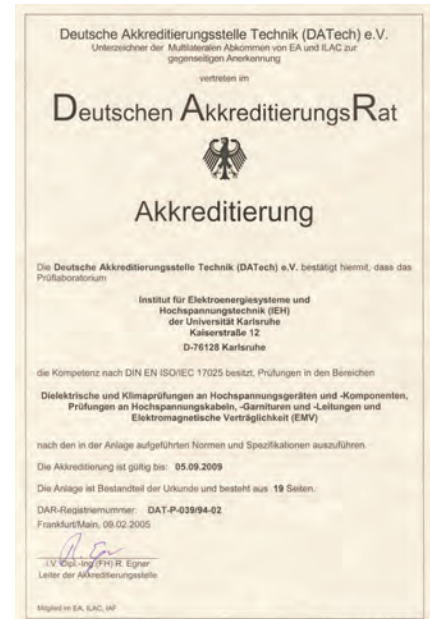 Deutsche Akkreditierungsstelle Technik (DATech) e.V.
Unterzeichner der Multilateralen Abkommen von EA und ILAC zur
gegenseitigen Anerkennung
vertreten im
Deutschen AkkreditierungsRat
Akkreditierung
Die Deutsche Akkreditierungsstelle Technik (DATech) e.V. bestätigt hiermit, dass das
Prüflaboratorium
Institut für Elektroenergiesysteme und
Hochspannungstechnik (IEH)
der Universität Karlsruhe
Kaiserstraße 12
D-76128 Karlsruhe
die Kompetenz nach DIN EN ISO/IEC 17025 besitzt, Prüfungen in den Bereichen
Dielektrische und Klimaprüfungen an Hochspannungsgeräten und -Komponenten,
Prüfungen an Hochspannungskabeln, -Garnituren und -Leitungen und
Elektromagnetische Verträglichkeit (EMV)
nach den in der Anlage aufgeführten Normen und Spezifikationen auszuführen.
Die Akkreditierung ist gültig bis: 05.09.2009
Die Anlage ist Bestandteil der Urkunde und besteht aus 19 Seiten.
DAR-Registriernummer: DAT-P-039/94-02
Frankfurt/Main, 09.02.2005
i.V. Dipl.-Ing.(FH) R. Egner
Leiter der Akkreditierungsstelle
Mitglied im EA, ILAC, IAF